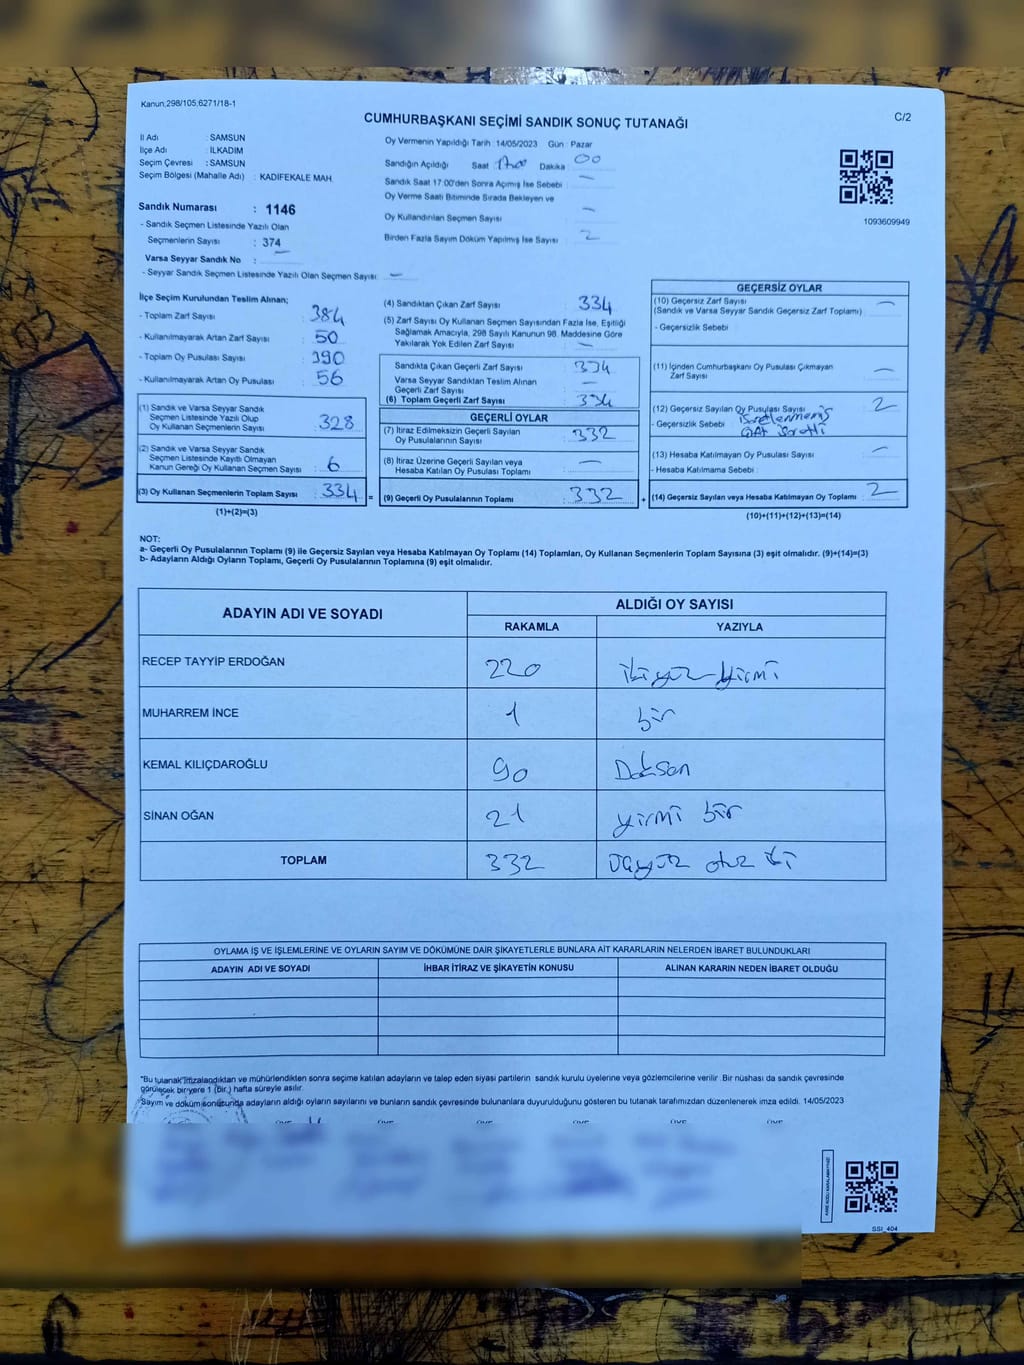 Kanun,298/105,6271/18-1
CUMHURBAŞKANI SEÇİMİ SANDIK SONUÇ TUTANAĞI
C/2
İl Adı : SAMSUN
İlçe Adı : İLKADIM
Seçim Çevresi : SAMSUN
Seçim Bölgesi (Mahalle Adı) : KADIFEKALE MAH.
Sandık Numarası : 1146
- Sandık Seçmen Listesinde Yazılı Olan
Seçmenlerin Sayısı : 374
Varsa Seyyar Sandık No :
- Seyyar Sandık Seçmen Listesinde Yazılı Olan Seçmen Sayısı: —
Oy Vermenin Yapıldığı Tarih : 14/05/2023 Gün : Pazar
Sandığın Açıldığı Saat : Dakika : 00
Sandık Saat 17:00'den Sonra Açımış İse Sebebi : —
Oy Verme Saati Bitiminde Sırada Bekleyen ve
Oy Kullandırılan Seçmen Sayısı : —
Birden Fazla Sayım Döküm Yapılmış İse Sayısı : 2
1093609949
İlçe Seçim Kurulundan Teslim Alınan;
- Toplam Zarf Sayısı : 384
- Kullanılmayarak Artan Zarf Sayısı : 50
- Toplam Oy Pusulası Sayısı : 390
- Kullanılmayarak Artan Oy Pusulası : 56
(1) Sandık ve Varsa Seyyar Sandık
Seçmen Listesinde Yazılı Olup
Oy Kullanan Seçmenlerin Sayısı : 328
(2) Sandık ve Varsa Seyyar Sandık
Seçmen Listesinde Kayıtlı Olmayan
Kanun Gereği Oy Kullanan Seçmen Sayısı : 6
(3) Oy Kullanan Seçmenlerin Toplam Sayısı : 334 =
(1)+(2)=(3)
(4) Sandıktan Çıkan Zarf Sayısı : 334
(5) Zarf Sayısı Oy Kullanan Seçmen Sayısından Fazla İse, Eşitliği
Sağlamak Amacıyla, 298 Sayılı Kanunun 98. Maddesine Göre
Yakılarak Yok Edilen Zarf Sayısı : —
Sandıkta Çıkan Geçerli Zarf Sayısı : 334
Varsa Seyyar Sandıktan Teslim Alınan
Geçerli Zarf Sayısı : —
(6) Toplam Geçerli Zarf Sayısı : 334
GEÇERLİ OYLAR
(7) İtiraz Edilmeksizin Geçerli Sayılan
Oy Pusulalarının Sayısı : 332
(8) İtiraz Üzerine Geçerli Sayılan veya
Hesaba Katılan Oy Pusulası Toplamı : —
(9) Geçerli Oy Pusulalarının Toplamı : 332 +
GEÇERSİZ OYLAR
(10) Geçersiz Zarf Sayısı : —
(Sandık ve Varsa Seyyar Sandık Geçersiz Zarf Toplamı)
- Geçersizlik Sebebi :
(11) İçinden Cumhurbaşkanı Oy Pusulası Çıkmayan
Zarf Sayısı : —
(12) Geçersiz Sayılan Oy Pusulası Sayısı : 2
- Geçersizlik Sebebi : işaretlenmemiş
(13) Hesaba Katılmayan Oy Pusulası Sayısı : —
- Hesaba Katılmama Sebebi :
(14) Geçersiz Sayılan veya Hesaba Katılmayan Oy Toplamı : 2
(10)+(11)+(12)+(13)=(14)
NOT:
a- Geçerli Oy Pusulalarının Toplamı (9) ile Geçersiz Sayılan veya Hesaba Katılmayan Oy Toplamı (14) Toplamları, Oy Kullanan Seçmenlerin Toplam Sayısına (3) eşit olmalıdır. (9)+(14)=(3)
b- Adayların Aldığı Oyların Toplamı, Geçerli Oy Pusulalarının Toplamına (9) eşit olmalıdır.
ADAYIN ADI VE SOYADI ALDIĞI OY SAYISI
RAKAMLA YAZIYLA
RECEP TAYYİP ERDOĞAN 220 ikiyüz yirmi
MUHARREM İNCE 1 bir
KEMAL KILIÇDAROĞLU 90 Doksan
SİNAN OĞAN 21 yirmi bir
TOPLAM 332 üçyüz otuz iki
OYLAMA İŞ VE İŞLEMLERİNE VE OYLARIN SAYIM VE DÖKÜMÜNE DAİR ŞİKAYETLERLE BUNLARA AİT KARARLARIN NELERDEN İBARET BULUNDUKLARI
ADAYIN ADI VE SOYADI İHBAR İTİRAZ VE ŞİKAYETİN KONUSU ALINAN KARARIN NEDEN İBARET OLDUĞU
"Bu tutanak"imzalandıktan ve mühürlendikten sonra seçime katılan adayların ve talep eden siyasi partilerin sandık kurulu üyelerine veya gözlemcilerine verilir. Bir nüshası da sandık çevresinde
görülecek bir yere 1 (bir ) hafta süreyle asılır.
Sayım ve döküm sonucunda adayların aldığı oyların sayılarını ve bunların sandık çevresinde bulunanlara duyurulduğunu gösteren bu tutanak tarafımızdan düzenlenerek imza edildi. 14/05/2023
SSI_404